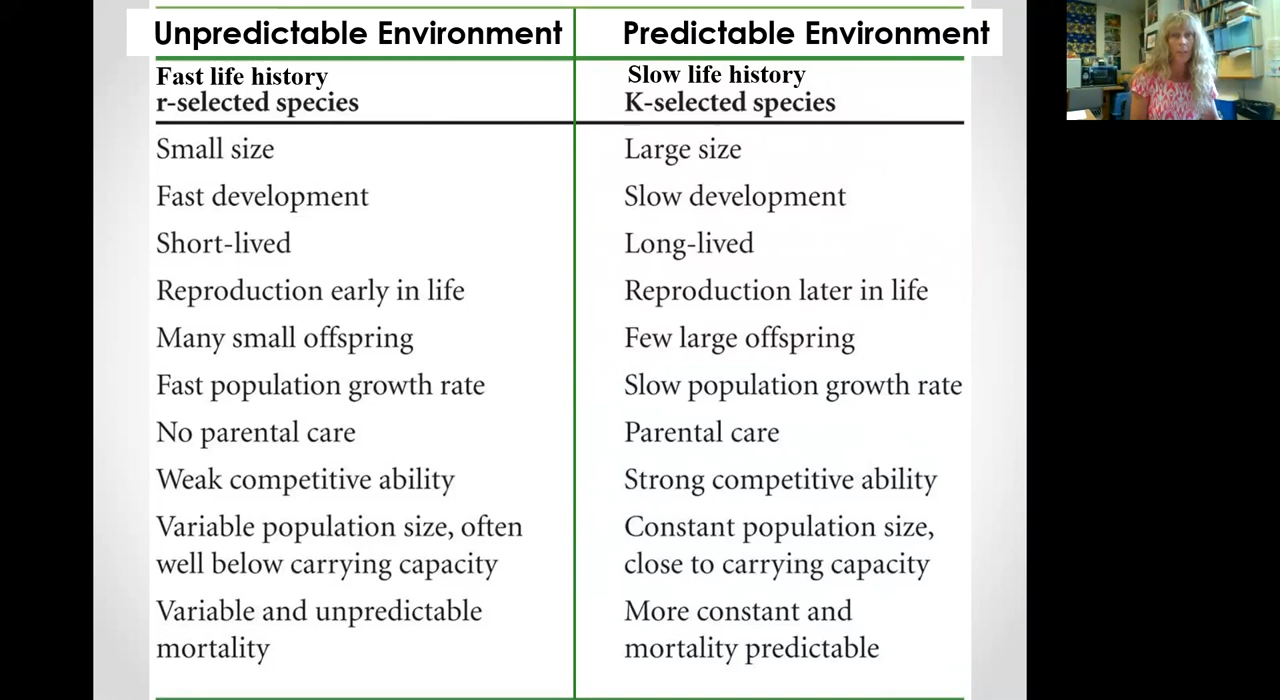 Unpredictable Environment
Predictable Environment
Fast life history
Slow life history
r-selected species
K-selected species
Small size
Large size
Fast development
Slow development
Short-lived
Long-lived
Reproduction early in life
Reproduction later in life
Many small offspring
Few large offspring
Fast population growth rate
Slow population growth rate
No parental care
Parental care
Weak competitive ability
Strong competitive ability
Variable population size, often
well below carrying capacity
Constant population size,
close to carrying capacity
Variable and unpredictable
mortality
More constant and
mortality predictable